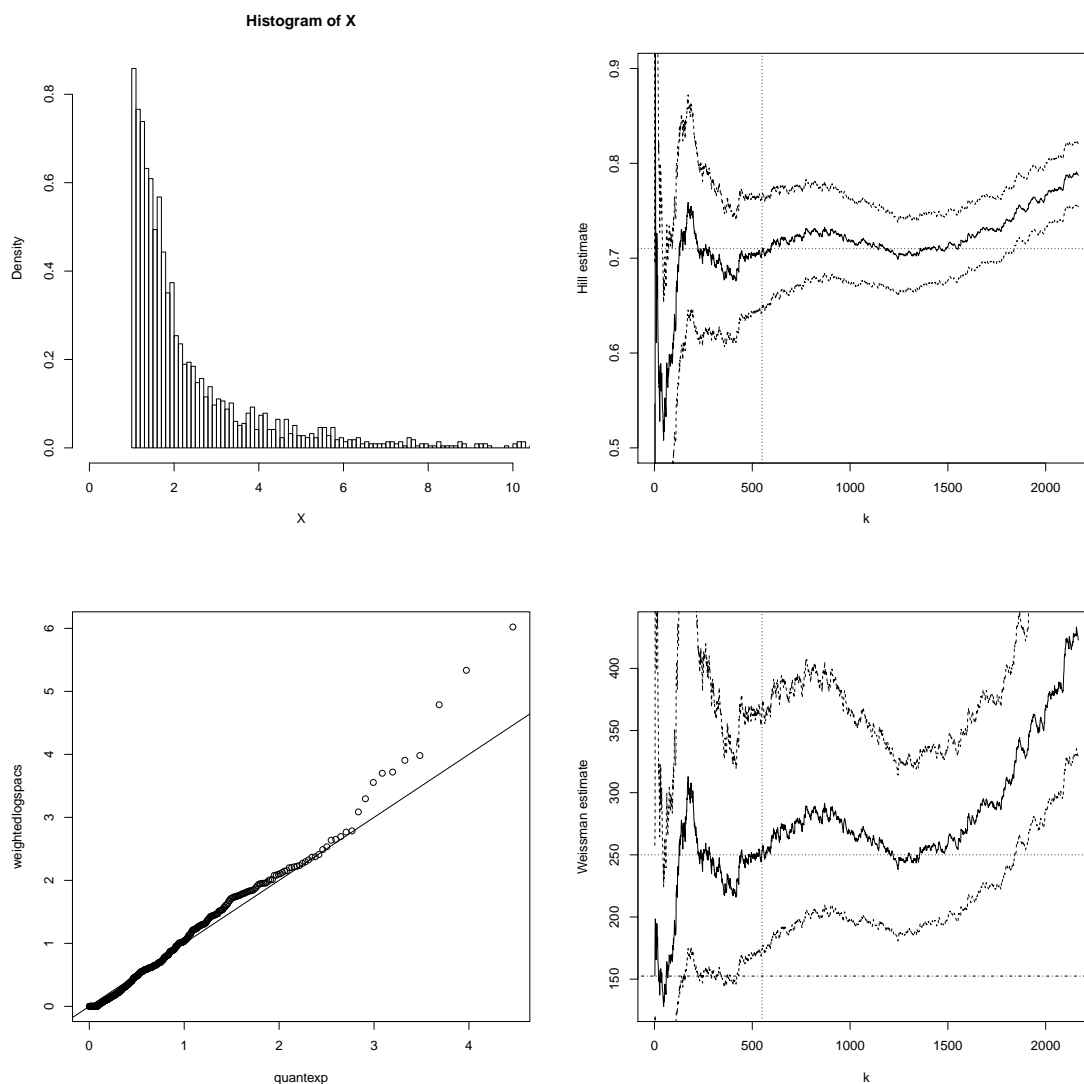 Histogram of X
Density
0.0 0.2 0.4 0.6 0.8
0 2 4 6 8 10
X
Hill estimate
0.5 0.6 0.7 0.8 0.9
0 500 1000 1500 2000
k
weightedlogspacs
0 1 2 3 4 5 6
0 1 2 3 4
quantexp
Weissman estimate
150 200 250 300 350 400
0 500 1000 1500 2000
k